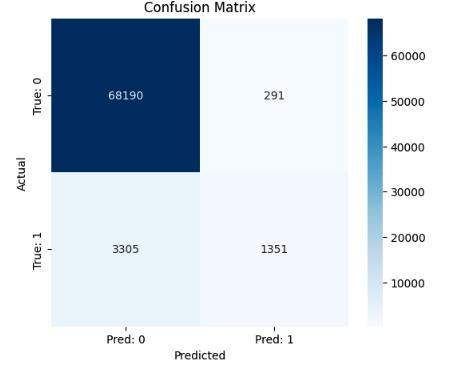 Confusion Matrix
True: 0
68190
291
True: 1
3305
1351
Actual
Pred: 0
Pred: 1
Predicted
60000
50000
40000
30000
20000
10000